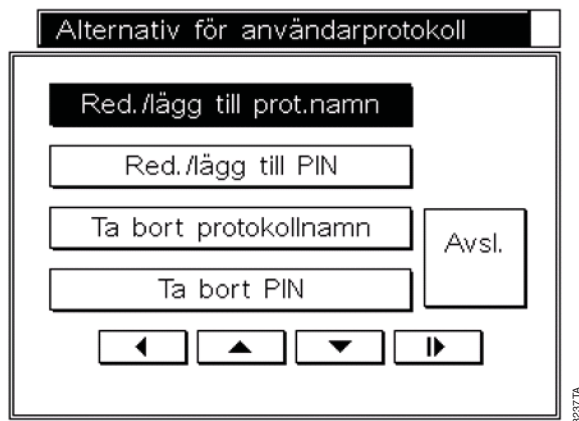 Alternativ för användarprotokoll
Red./lägg till prot.namn
Red./lägg till PIN
Ta bort protokollnamn
Avsl.
Ta bort PIN